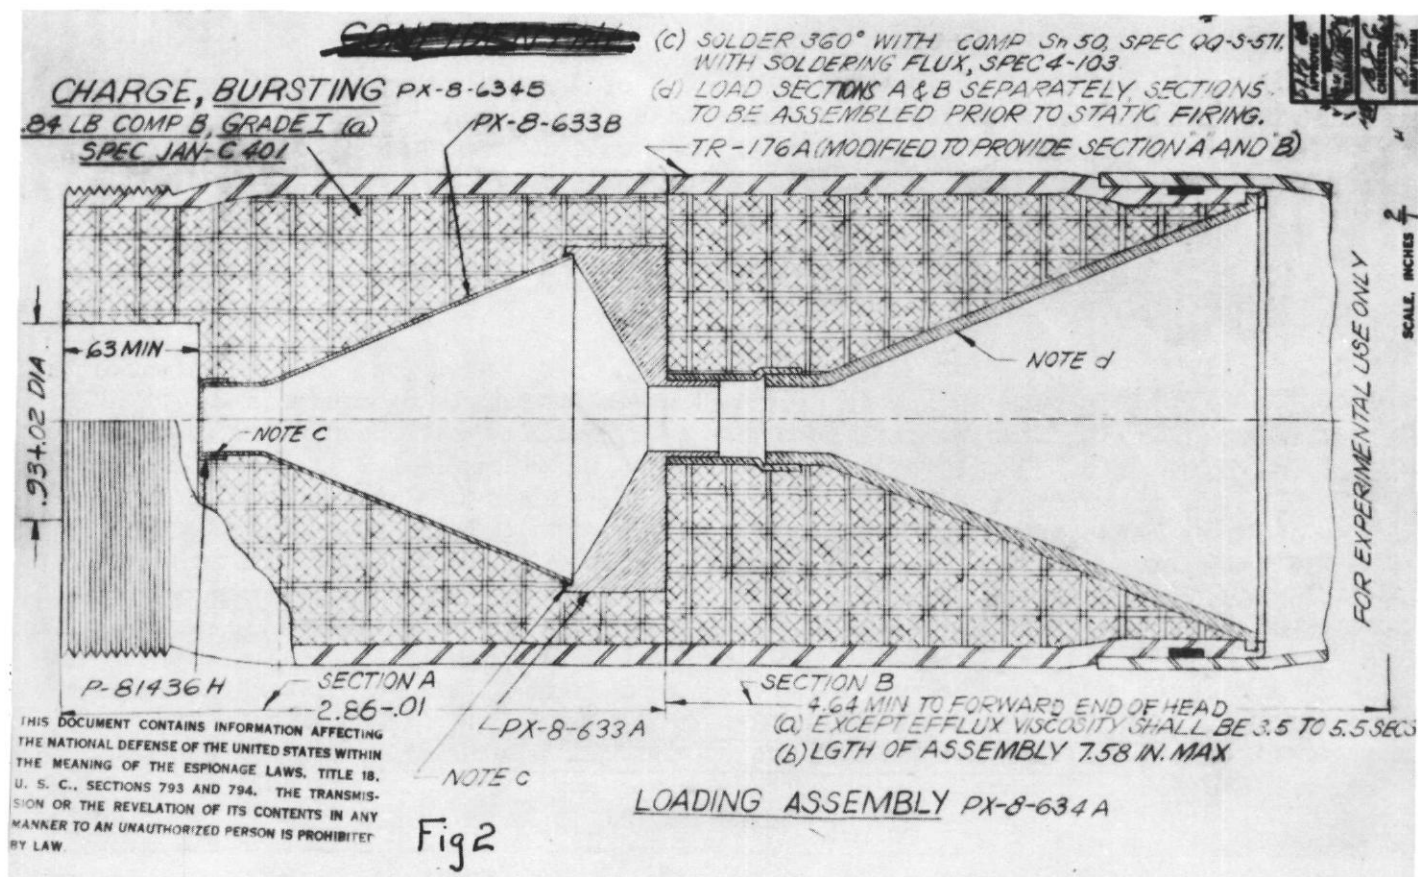 CONFIDENTIAL
(c) SOLDER 360° WITH COMP Sn 50, SPEC QQ-S-571,
WITH SOLDERING FLUX, SPEC 4-103
(d) LOAD SECTIONS A & B SEPARATELY, SECTIONS
TO BE ASSEMBLED PRIOR TO STATIC FIRING.
TR-176A (MODIFIED TO PROVIDE SECTION "A" AND "B")
CHARGE, BURSTING PX-8-634B
.84 LB COMP B, GRADE I (a)
SPEC JAN-C 401
PX-8-633B
63 MIN
.93+.02 DIA
NOTE C
NOTE d
FOR EXPERIMENTAL USE ONLY
SCALE, INCHES
P-81436H
SECTION A
2.86-.01
PX-8-633A
NOTE C
SECTION B
4.64 MIN TO FORWARD END OF HEAD
(a) EXCEPT EFFLUX VISCOSITY SHALL BE 3.5 TO 5.5 SECS
(b) LGTH OF ASSEMBLY 7.58 IN. MAX
LOADING ASSEMBLY PX-8-634A
THIS DOCUMENT CONTAINS INFORMATION AFFECTING
THE NATIONAL DEFENSE OF THE UNITED STATES WITHIN
THE MEANING OF THE ESPIONAGE LAWS, TITLE 18,
U. S. C., SECTIONS 793 AND 794. THE TRANSMIS-
SION OR THE REVELATION OF ITS CONTENTS IN ANY
MANNER TO AN UNAUTHORIZED PERSON IS PROHIBITED
BY LAW.
Fig 2